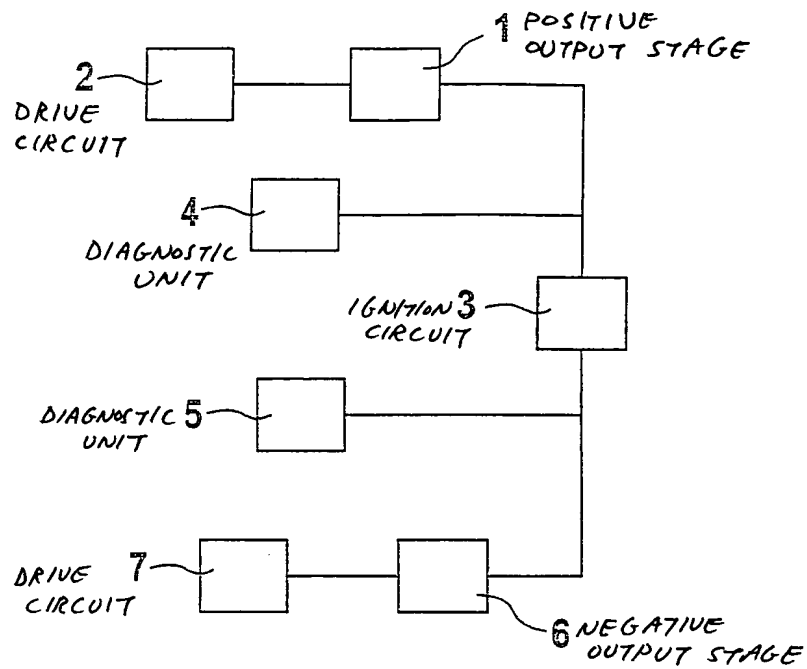 1 POSITIVE
OUTPUT STAGE
2
DRIVE
CIRCUIT
4
DIAGNOSTIC
UNIT
IGNITION 3
CIRCUIT
DIAGNOSTIC 5
UNIT
DRIVE 7
CIRCUIT
6 NEGATIVE
OUTPUT STAGE